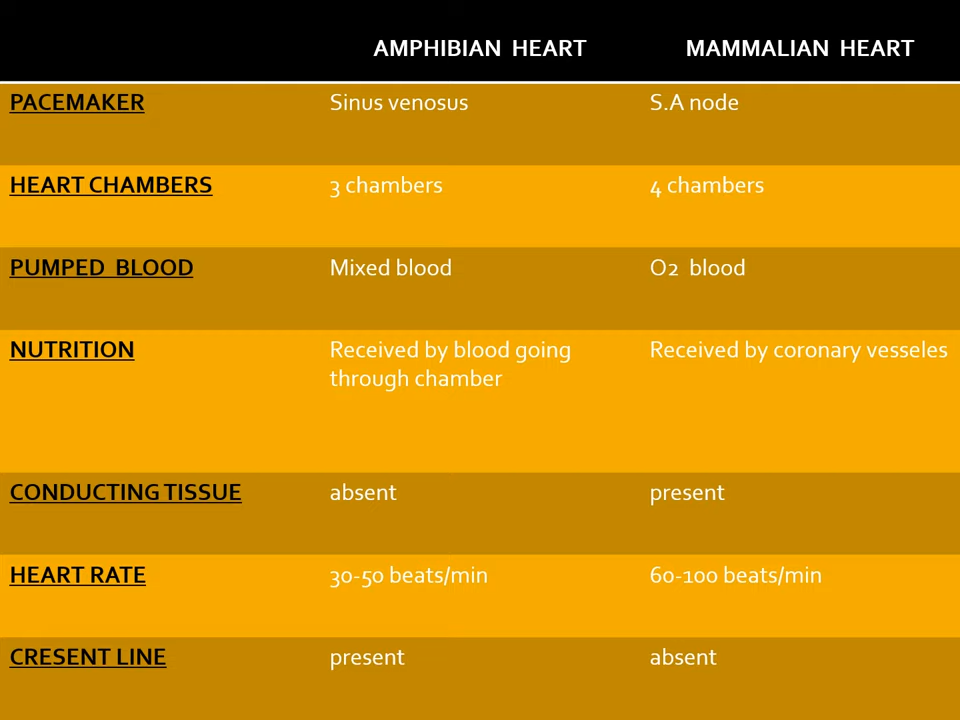 AMPHIBIAN HEART MAMMALIAN HEART
PACEMAKER Sinus venosus S.A node
HEART CHAMBERS 3 chambers 4 chambers
PUMPED BLOOD Mixed blood O2 blood
NUTRITION Received by blood going Received by coronary vesseles
through chamber
CONDUCTING TISSUE absent present
HEART RATE 30-50 beats/min 60-100 beats/min
CRESENT LINE present absent